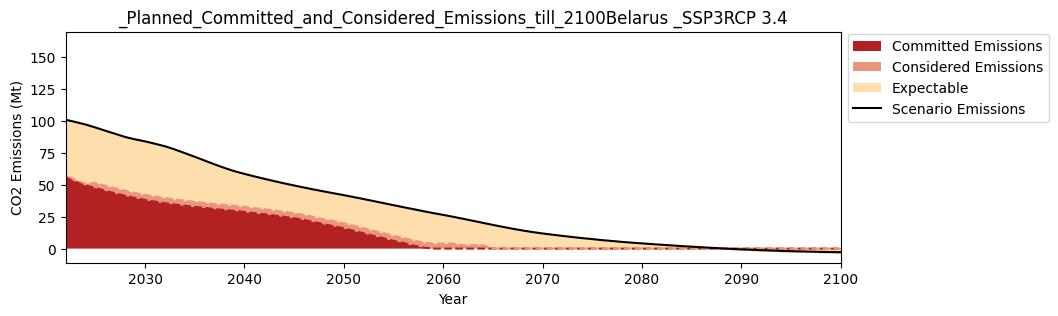 _Planned_Committed_and_Considered_Emissions_till_2100Belarus _SSP3RCP 3.4
CO2 Emissions (Mt)
150
125
100
75
50
25
0
2030 2040 2050 2060 2070 2080 2090 2100
Year
Committed Emissions
Considered Emissions
Expectable
Scenario Emissions